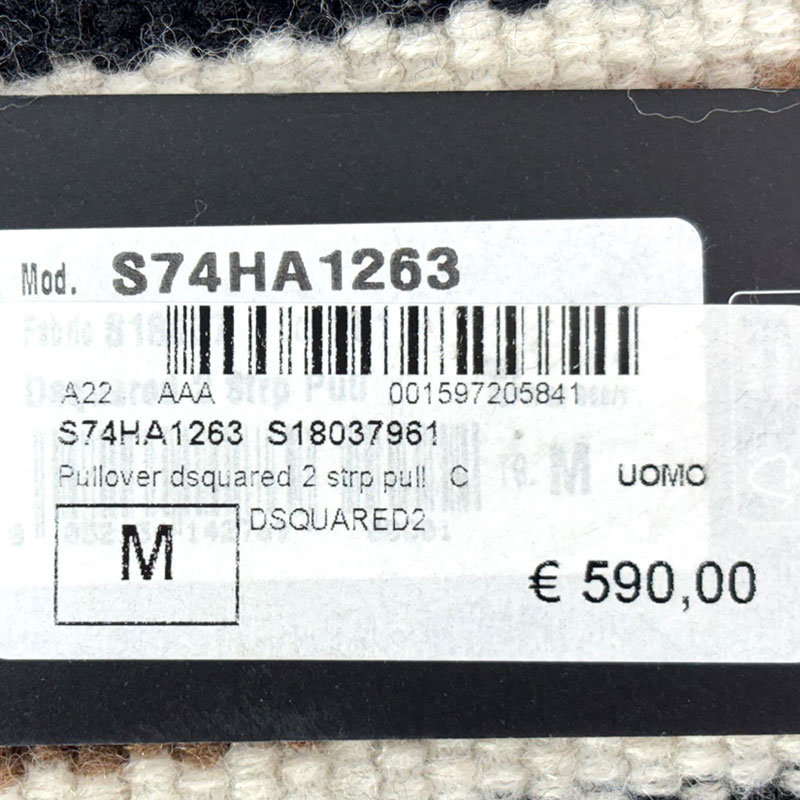 Mod. S74HA1263
A22 AAA 001597205841
S74HA1263 S18037961
Pullover dsquared 2 strp pull C UOMO
DSQUARED2
M
€ 590,00